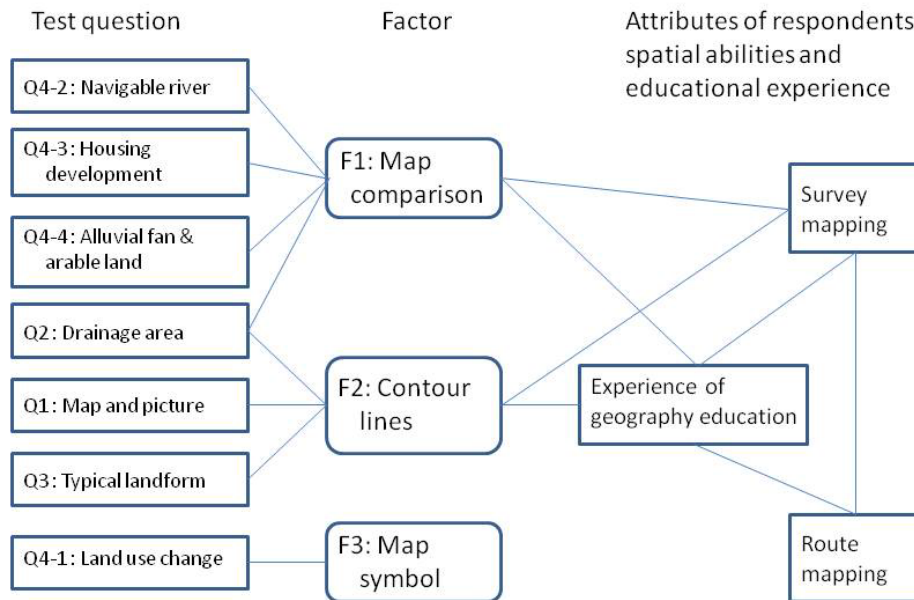 Test question
Factor
Attributes of respondents
spatial abilities and
educational experience
Q4-2: Navigable river
Q4-3: Housing
development
Q4-4: Alluvial fan &
arable land
Q2: Drainage area
Q1: Map and picture
Q3: Typical landform
Q4-1: Land use change
F1: Map
comparison
F2: Contour
lines
F3: Map
symbol
Survey
mapping
Experience of
geography education
Route
mapping